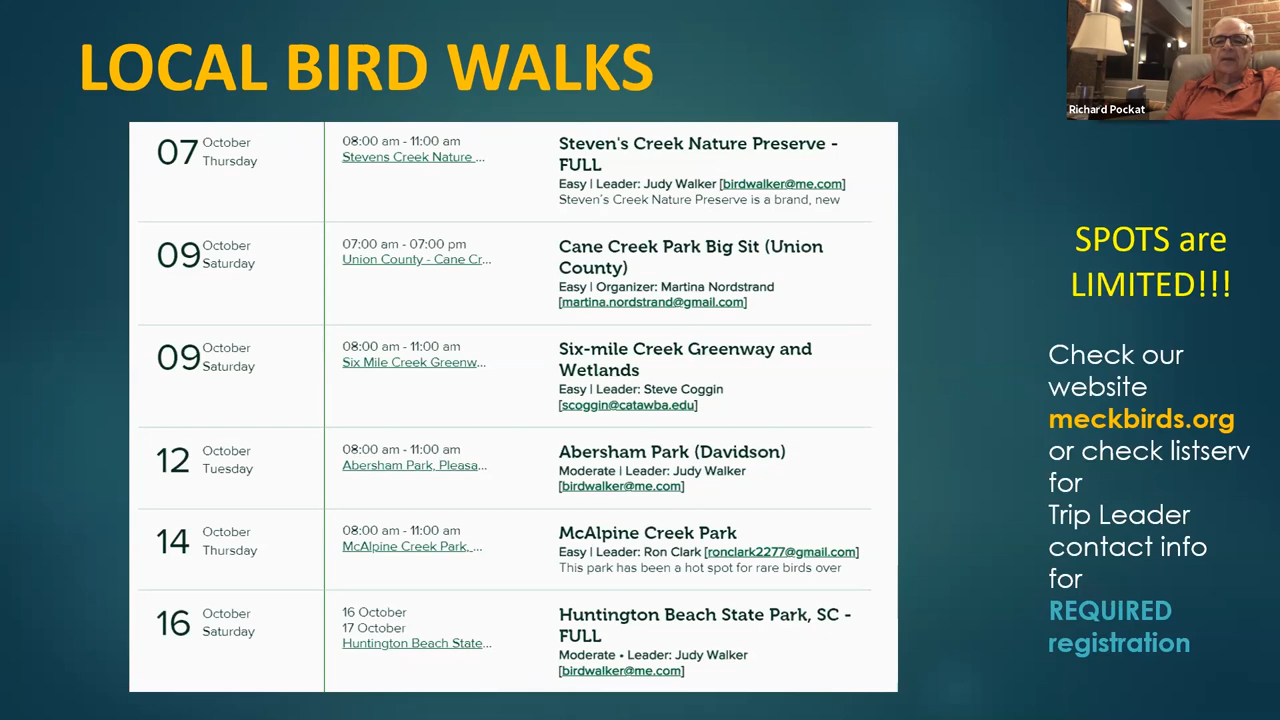 LOCAL BIRD WALKS
Richard Pockat
07 October Thursday
08:00 am - 11:00 am
Stevens Creek Nature ...
Steven's Creek Nature Preserve -
FULL
Easy | Leader: Judy Walker [birdwalker@me.com]
Steven's Creek Nature Preserve is a brand, new
09 October Saturday
07:00 am - 07:00 pm
Union County - Cane Cr...
Cane Creek Park Big Sit (Union
County)
Easy | Organizer: Martina Nordstrand
[martina.nordstrand@gmail.com]
09 October Saturday
08:00 am - 11:00 am
Six Mile Creek Greenw...
Six-mile Creek Greenway and
Wetlands
Easy | Leader: Steve Coggin
[scoggin@catawba.edu]
12 October Tuesday
08:00 am - 11:00 am
Abersham Park, Pleasa...
Abersham Park (Davidson)
Moderate | Leader: Judy Walker
[birdwalker@me.com]
14 October Thursday
08:00 am - 11:00 am
McAlpine Creek Park, ...
McAlpine Creek Park
Easy | Leader: Ron Clark [ronclark2277@gmail.com]
This park has been a hot spot for rare birds over
16 October Saturday
16 October
17 October
Huntington Beach State...
Huntington Beach State Park, SC -
FULL
Moderate • Leader: Judy Walker
[birdwalker@me.com]
SPOTS are
LIMITED!!!
Check our
website
meckbirds.org
or check listserv
for
Trip Leader
contact info
for
REQUIRED
registration